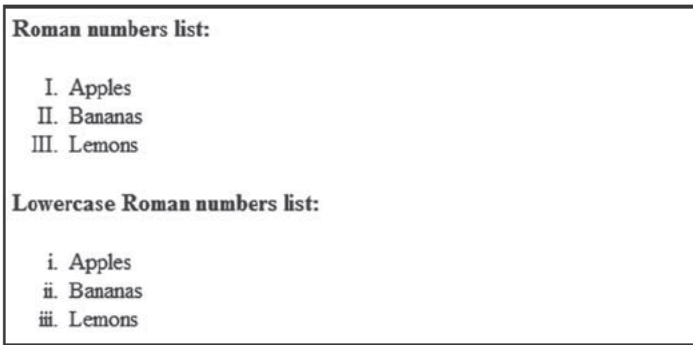 Roman numbers list:
I. Apples
II. Bananas
III. Lemons
Lowercase Roman numbers list:
i. Apples
ii. Bananas
iii. Lemons